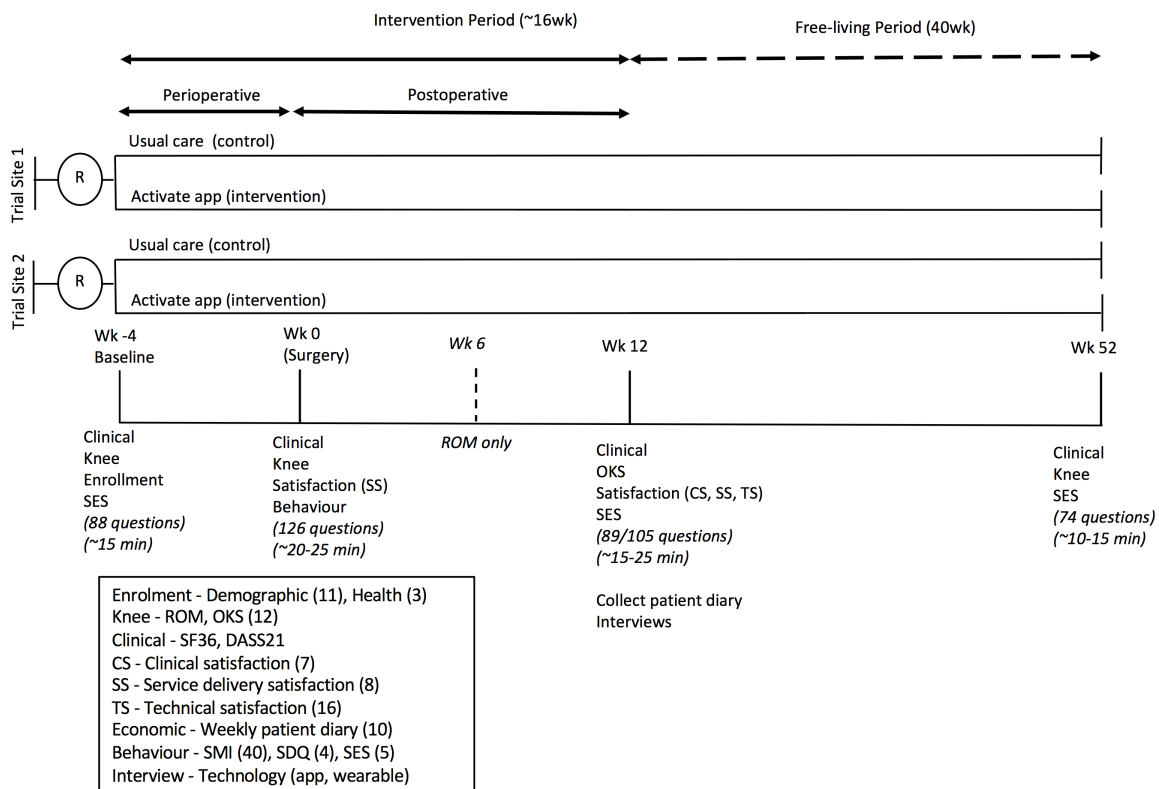 Intervention Period (~16wk)
Free-living Period (40wk)
Perioperative
Postoperative
Trial Site 1
R
Usual care (control)
Activate app (intervention)
Trial Site 2
R
Usual care (control)
Activate app (intervention)
Wk -4
Baseline
Wk 0
(Surgery)
Wk 6
Wk 12
Wk 52
Clinical
Knee
Enrollment
SES
(88 questions)
(~15 min)
Clinical
Knee
Satisfaction (SS)
Behaviour
(126 questions)
(~20-25 min)
ROM only
Clinical
OKS
Satisfaction (CS, SS, TS)
SES
(89/105 questions)
(~15-25 min)
Collect patient diary
Interviews
Clinical
Knee
SES
(74 questions)
(~10-15 min)
Enrolment - Demographic (11), Health (3)
Knee - ROM, OKS (12)
Clinical - SF36, DASS21
CS - Clinical satisfaction (7)
SS - Service delivery satisfaction (8)
TS - Technical satisfaction (16)
Economic - Weekly patient diary (10)
Behaviour - SMI (40), SDQ (4), SES (5)
Interview - Technology (app, wearable)